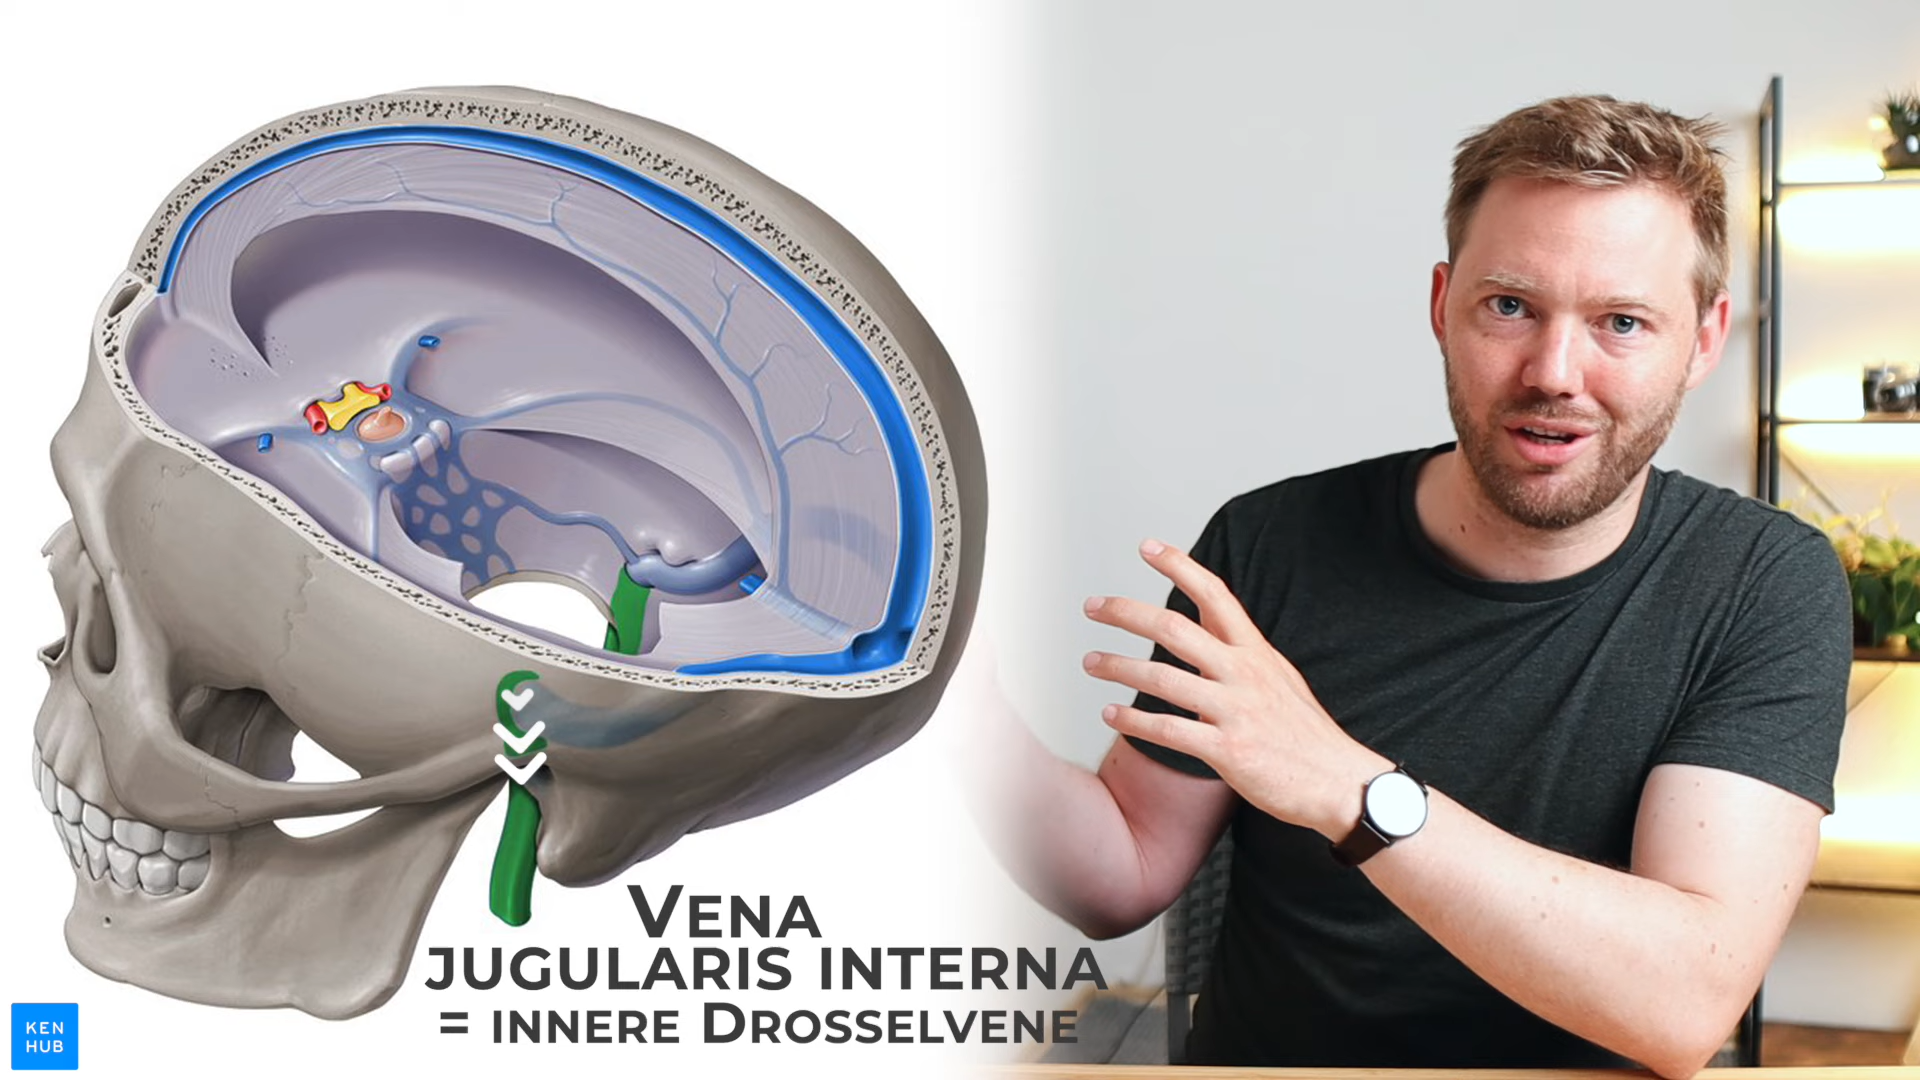 VENA
JUGULARIS INTERNA
= INNERE DROSSELVENE
KEN
HUB